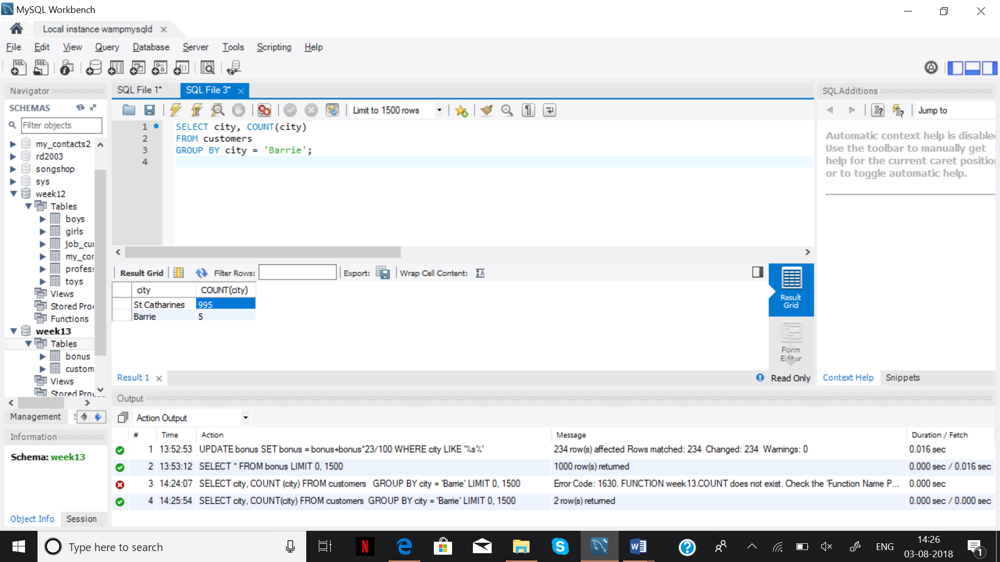 MySQL Workbench
Local instance wampmysqld
File Edit View Query Database Server Tools Scripting Help
Navigator
SCHEMAS
Filter objects
my_contacts2
rd2003
songshop
sys
week12
Tables
boys
girls
job_cu
my_con
profes
toys
Views
Stored Pro
Functions
week13
Tables
bonus
custom
Views
Stored Proc
Management S
Information
Schema: week13
Object Info Session
SQL File 1* SQL File 3*
Limit to 1500 rows
1 SELECT city, COUNT(city)
2 FROM customers
3 GROUP BY city = 'Barrie';
4
Result Grid Filter Rows: Export: Wrap Cell Content:
city COUNT(city)
St Catharines 995
Barrie 5
Result Grid
Form Editor
Result 1 Read Only
SQLAdditions
Jump to
Automatic context help is disable
Use the toolbar to manually get
help for the current caret positio
or to toggle automatic help.
Context Help Snippets
Output
Action Output
# Time Action Message Duration / Fetch
1 13:52:53 UPDATE bonus SET bonus = bonus+bonus*23/100 WHERE city LIKE '%s%' 234 row(s) affected Rows matched: 234 Changed: 234 Warnings: 0 0.016 sec
2 13:53:12 SELECT * FROM bonus LIMIT 0, 1500 1000 row(s) returned 0.000 sec / 0.016 sec
3 14:24:07 SELECT city, COUNT (city) FROM customers GROUP BY city = 'Barrie' LIMIT 0, 1500 Error Code: 1630. FUNCTION week13.COUNT does not exist. Check the 'Function Name P... 0.000 sec
4 14:25:54 SELECT city, COUNT(city) FROM customers GROUP BY city = 'Barrie' LIMIT 0, 1500 2 row(s) returned 0.000 sec / 0.000 sec
Type here to search
ENG
14:26
03-08-2018
1